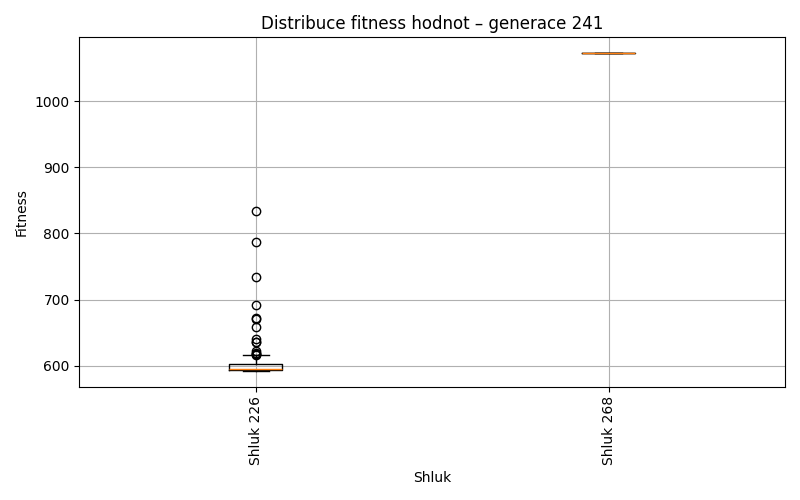 Distribuce fitness hodnot – generace 241
Fitness
1000
900
800
700
600
Shluk 226
Shluk 268
Shluk